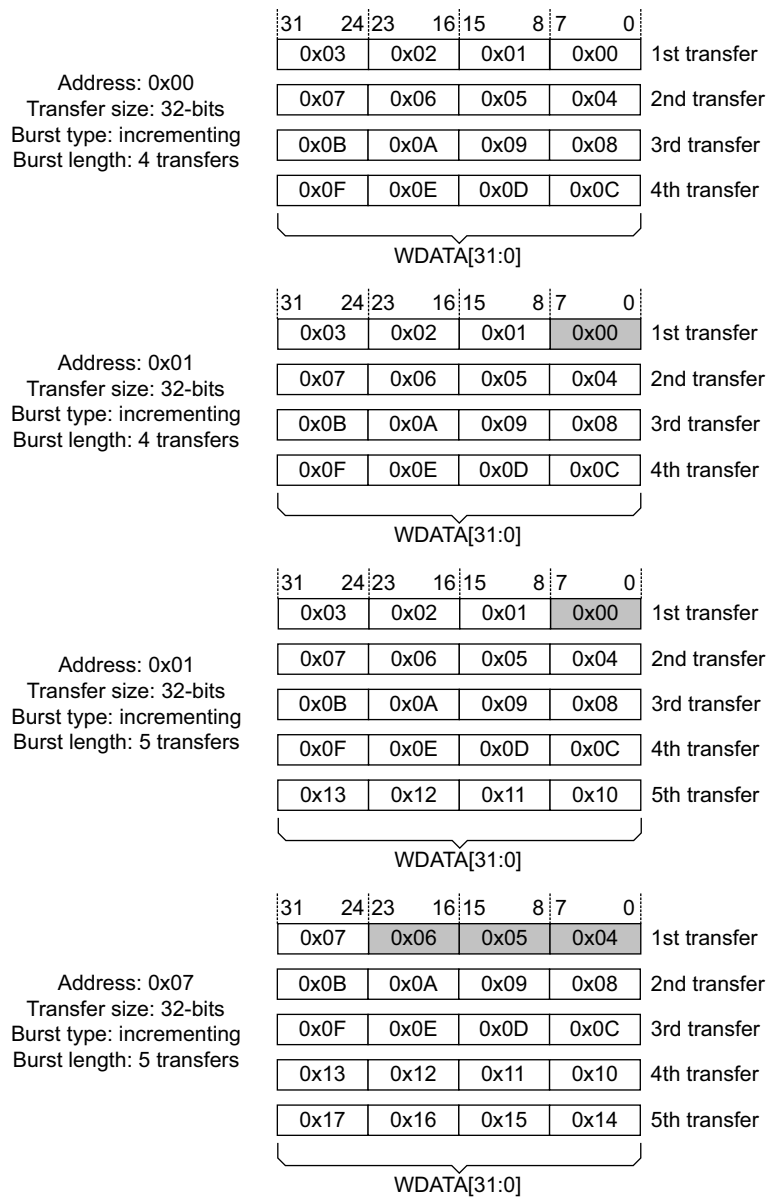 31 24 23 16 15 8 7 0
0x03 0x02 0x01 0x00 1st transfer
Address: 0x00
Transfer size: 32-bits
Burst type: incrementing
Burst length: 4 transfers
0x07 0x06 0x05 0x04 2nd transfer
0x0B 0x0A 0x09 0x08 3rd transfer
0x0F 0x0E 0x0D 0x0C 4th transfer
WDATA[31:0]
31 24 23 16 15 8 7 0
0x03 0x02 0x01 0x00 1st transfer
Address: 0x01
Transfer size: 32-bits
Burst type: incrementing
Burst length: 4 transfers
0x07 0x06 0x05 0x04 2nd transfer
0x0B 0x0A 0x09 0x08 3rd transfer
0x0F 0x0E 0x0D 0x0C 4th transfer
WDATA[31:0]
31 24 23 16 15 8 7 0
0x03 0x02 0x01 0x00 1st transfer
Address: 0x01
Transfer size: 32-bits
Burst type: incrementing
Burst length: 5 transfers
0x07 0x06 0x05 0x04 2nd transfer
0x0B 0x0A 0x09 0x08 3rd transfer
0x0F 0x0E 0x0D 0x0C 4th transfer
0x13 0x12 0x11 0x10 5th transfer
WDATA[31:0]
31 24 23 16 15 8 7 0
0x07 0x06 0x05 0x04 1st transfer
Address: 0x07
Transfer size: 32-bits
Burst type: incrementing
Burst length: 5 transfers
0x0B 0x0A 0x09 0x08 2nd transfer
0x0F 0x0E 0x0D 0x0C 3rd transfer
0x13 0x12 0x11 0x10 4th transfer
0x17 0x16 0x15 0x14 5th transfer
WDATA[31:0]